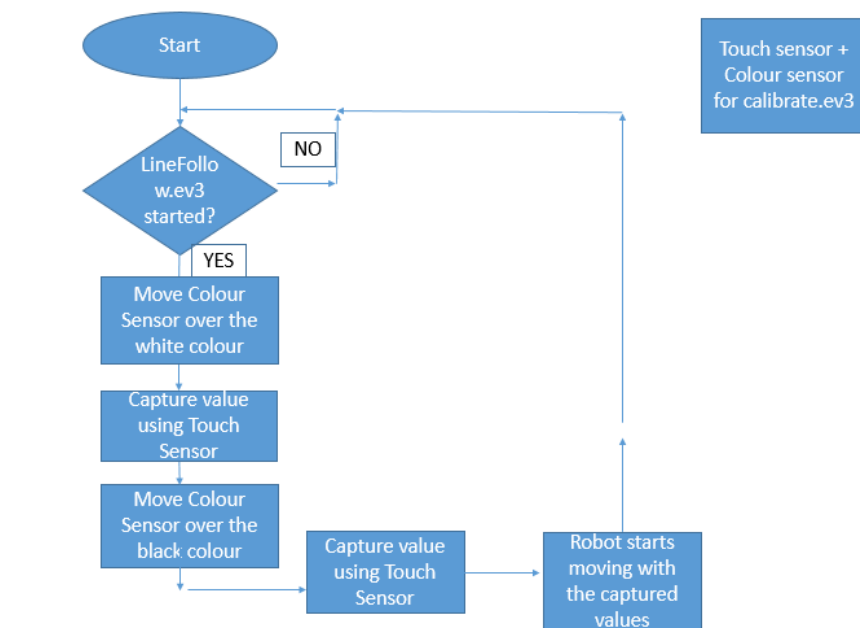 Start
Touch sensor +
Colour sensor
for calibrate.ev3
NO
LineFollo
w.ev3
started?
YES
Move Colour
Sensor over the
white colour
Capture value
using Touch
Sensor
Move Colour
Sensor over the
black colour
Capture value
using Touch
Sensor
Robot starts
moving with
the captured
values